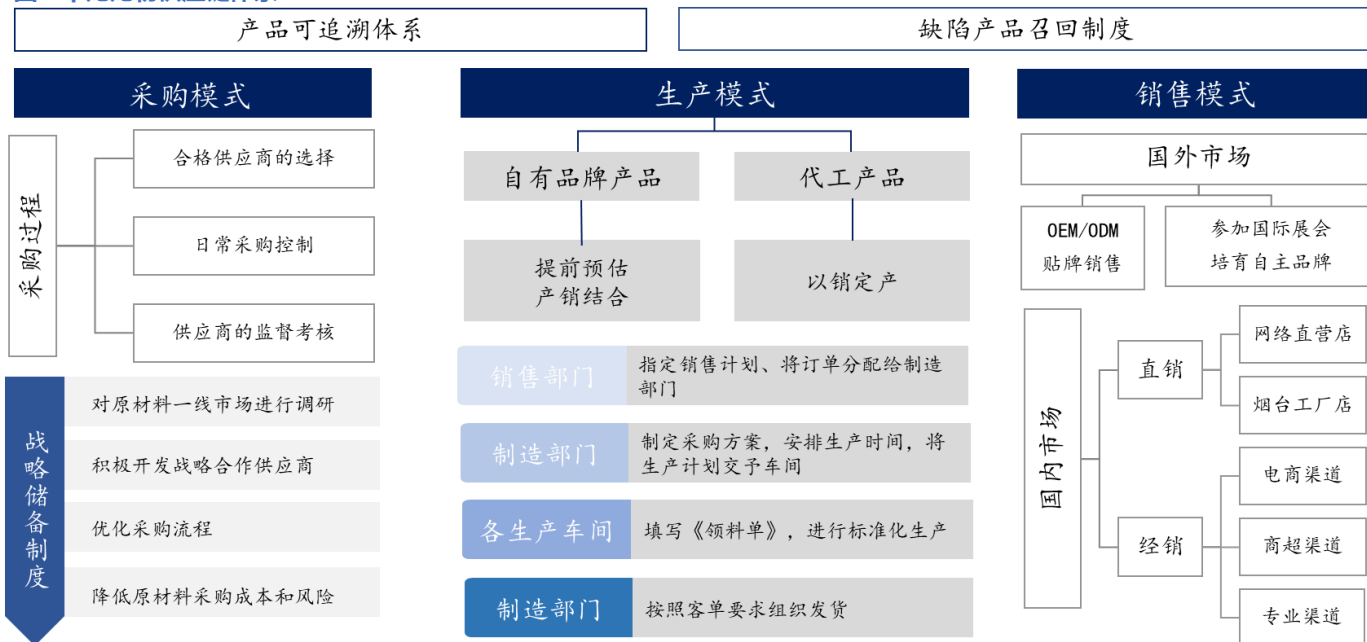 产品可追溯体系
缺陷产品召回制度
采购模式
采购过程
合格供应商的选择
日常采购控制
供应商的监督考核
战略储备制度
对原材料一线市场进行调研
积极开发战略合作供应商
优化采购流程
降低原材料采购成本和风险
生产模式
自有品牌产品
代工产品
提前预估
产销结合
以销定产
销售部门
指定销售计划、将订单分配给制造
部门
制造部门
制定采购方案，安排生产时间，将
生产计划交予车间
各生产车间
填写《领料单》，进行标准化生产
制造部门
按照客单要求组织发货
销售模式
国外市场
OEM/ODM
贴牌销售
参加国际展会
培育自主品牌
国内市场
直销
网络直营店
烟台工厂店
经销
电商渠道
商超渠道
专业渠道